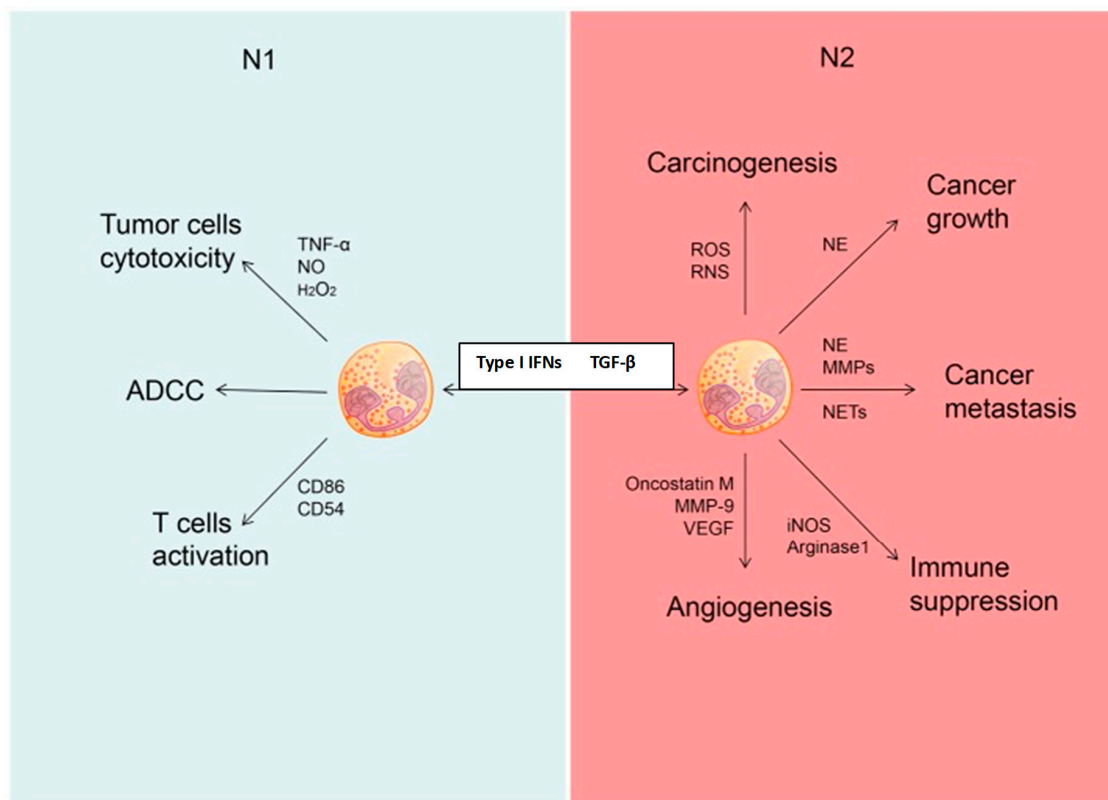 N1
Tumor cells
cytotoxicity
TNF-α
NO
H2O2
ADCC
CD86
CD54
T cells
activation
Type I IFNs TGF-β
N2
Carcinogenesis
ROS
RNS
Cancer
growth
NE
NE
MMPs
NETs
Cancer
metastasis
Oncostatin M
MMP-9
VEGF
Angiogenesis
iNOS
Arginase1
Immune
suppression